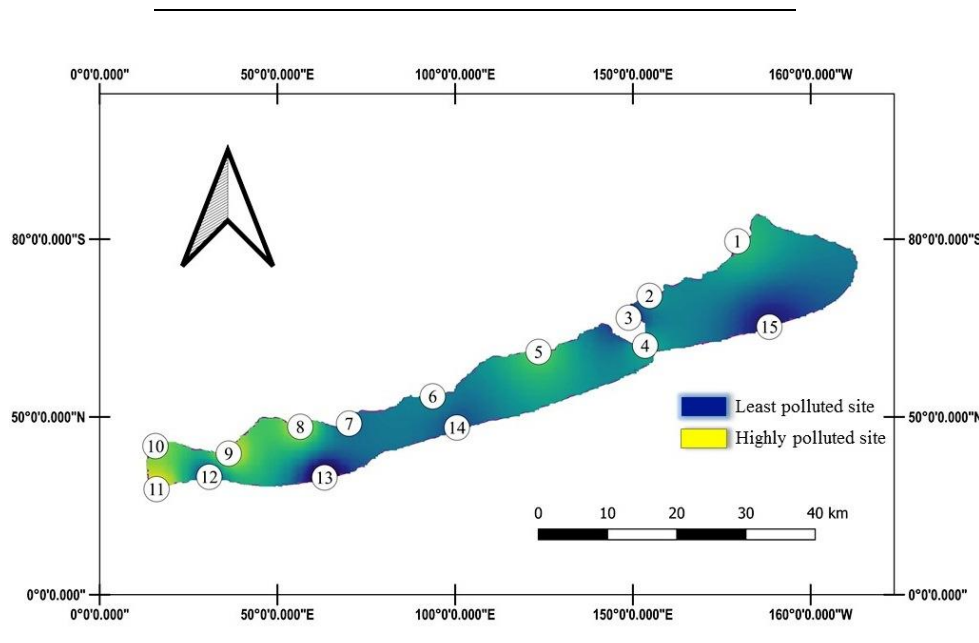 0°0'0.000" 50°0'0.000"E 100°0'0.000"E 150°0'0.000"E 160°0'0.000"W
80°0'0.000"S 80°0'0.000"S
1
2
3
15
4
5
6
Least polluted site
50°0'0.000"N 50°0'0.000"N
7
8
14
Highly polluted site
10
9
12
13
11
0 10 20 30 40 km
0°0'0.000" 0°0'0.000"
0°0'0.000" 50°0'0.000"E 100°0'0.000"E 150°0'0.000"E 160°0'0.000"W